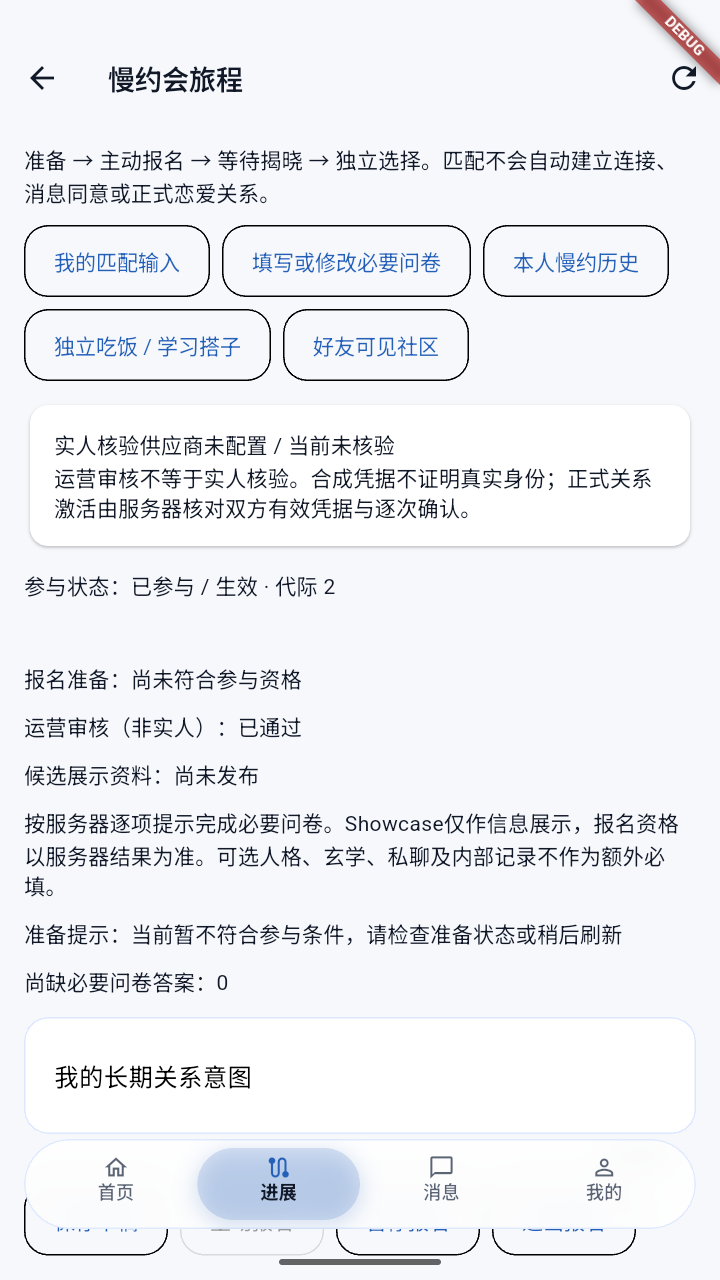 DEBUG
慢约会旅程
准备 → 主动报名 → 等待揭晓 → 独立选择。匹配不会自动建立连接、
消息同意或正式恋爱关系。
我的匹配输入
填写或修改必要问卷
本人慢约历史
独立吃饭 / 学习搭子
好友可见社区
实人核验供应商未配置 / 当前未核验
运营审核不等于实人核验。合成凭据不证明真实身份；正式关系
激活由服务器核对双方有效凭据与逐次确认。
参与状态：已参与 / 生效 · 代际 2
报名准备：尚未符合参与资格
运营审核（非实人）：已通过
候选展示资料：尚未发布
按服务器逐项提示完成必要问卷。Showcase仅作信息展示，报名资格
以服务器结果为准。可选人格、玄学、私聊及内部记录不作为额外必
填。
准备提示：当前暂不符合参与条件，请检查准备状态或稍后刷新
尚缺必要问卷答案：0
我的长期关系意图
首页
进展
消息
我的